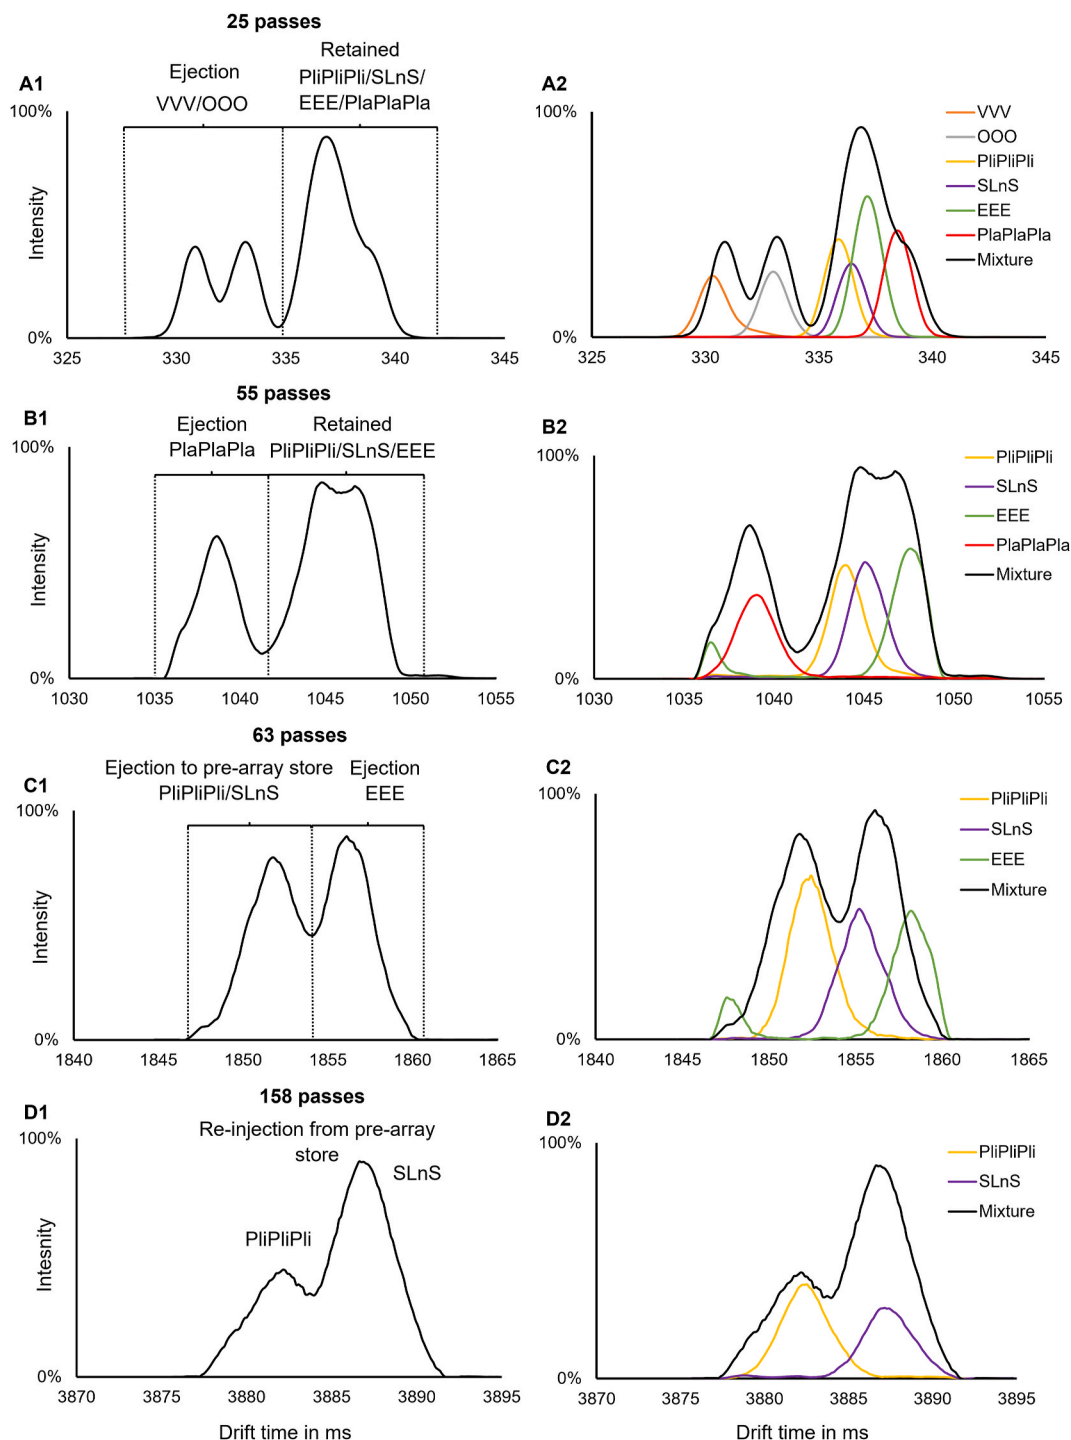 25 passes
A1
Ejection
VVV/OOO
Retained
PliPliPli/SLnS/
EEE/PlaPlaPla
100%
Intensity
0%
325
330
335
340
345
A2
100%
0%
VVV
OOO
PliPliPli
SLnS
EEE
PlaPlaPla
Mixture
325
330
335
340
345
55 passes
B1
Ejection
PlaPlaPla
Retained
PliPliPli/SLnS/EEE
100%
Intensity
0%
1030
1035
1040
1045
1050
1055
B2
100%
0%
PliPliPli
SLnS
EEE
PlaPlaPla
Mixture
1030
1035
1040
1045
1050
1055
63 passes
C1
Ejection to pre-array store
PliPliPli/SLnS
Ejection
EEE
100%
Intensity
0%
1840
1845
1850
1855
1860
1865
C2
100%
0%
PliPliPli
SLnS
EEE
Mixture
1840
1845
1850
1855
1860
1865
158 passes
D1
Re-injection from pre-array
store
SLnS
PliPliPli
100%
Intesnity
0%
3870
3875
3880
3885
3890
3895
Drift time in ms
D2
100%
0%
PliPliPli
SLnS
Mixture
3870
3875
3880
3885
3890
3895
Drift time in ms